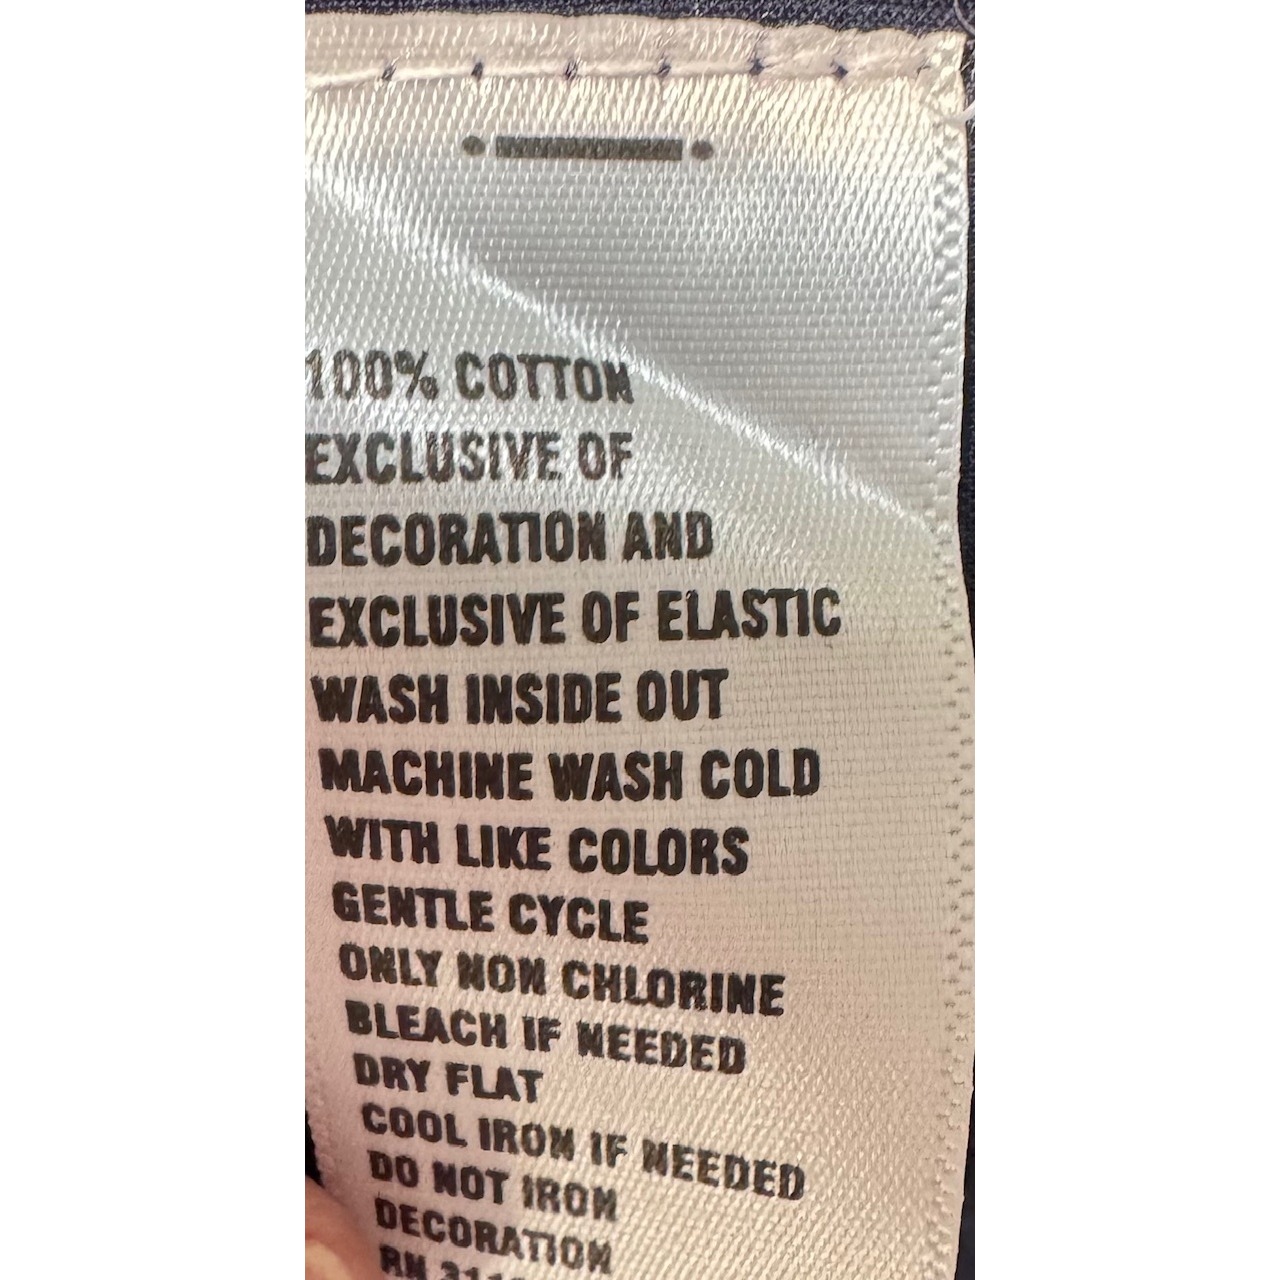 100% COTTON
EXCLUSIVE OF
DECORATION AND
EXCLUSIVE OF ELASTIC
WASH INSIDE OUT
MACHINE WASH COLD
WITH LIKE COLORS
GENTLE CYCLE
ONLY NON CHLORINE
BLEACH IF NEEDED
DRY FLAT
COOL IRON IF NEEDED
DO NOT IRON
DECORATION
RN